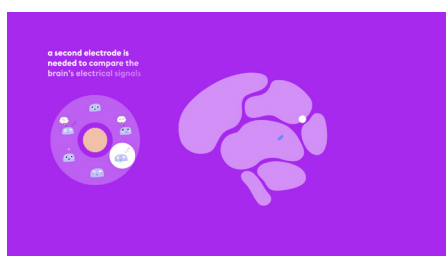 a second electrode is
needed to compare the
brain's electrical signals